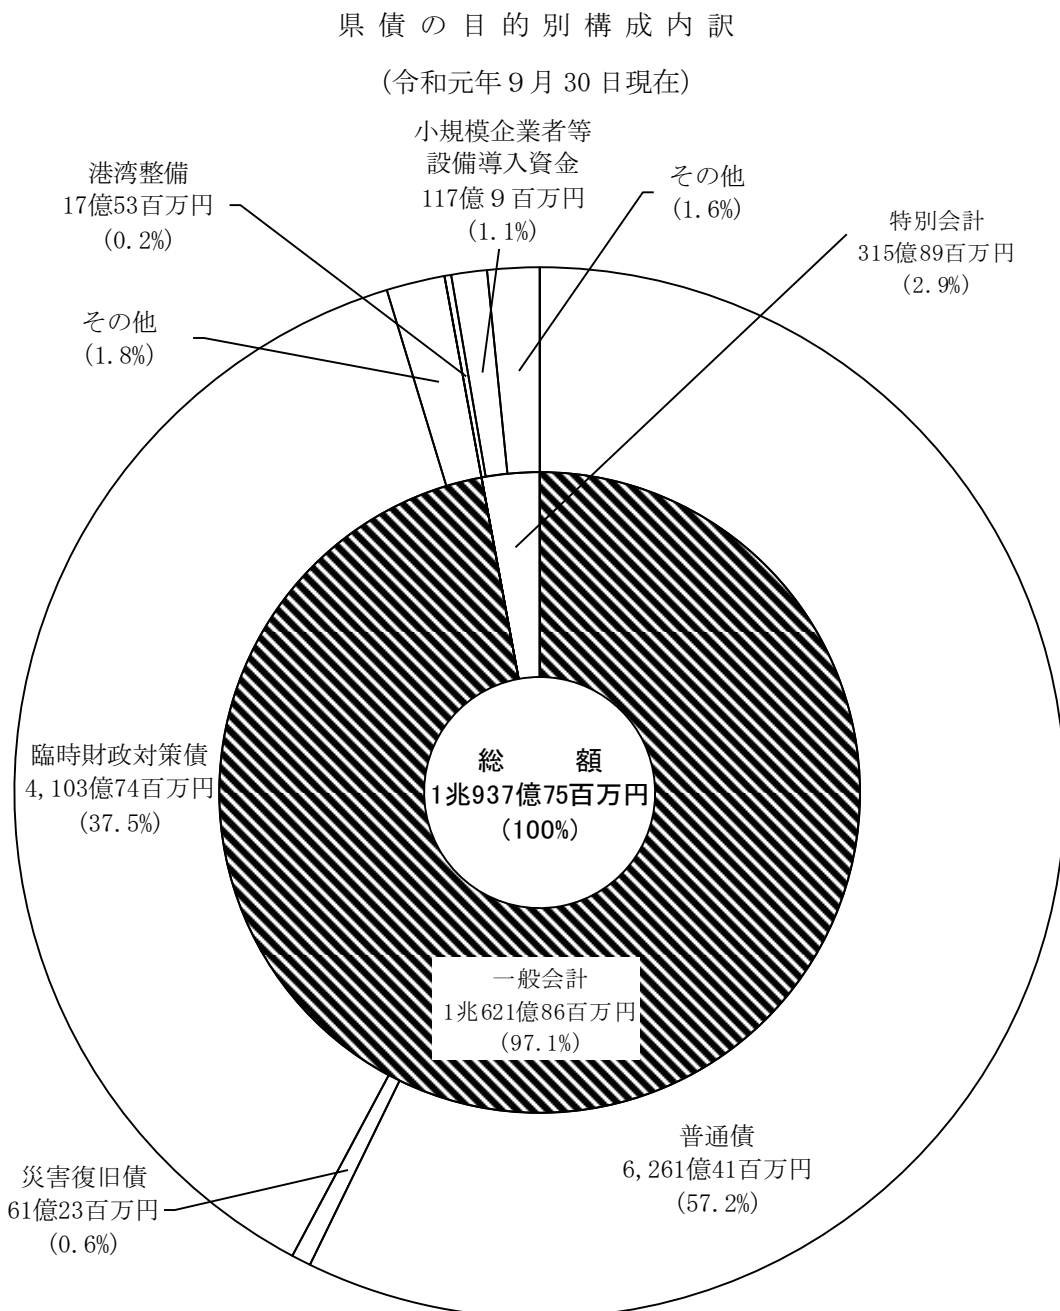 県債の目的別構成内訳
(令和元年９月30日現在)
小規模企業者等
設備導入資金
117億９百万円
(1.1%)
港湾整備
17億53百万円
(0.2%)
その他
(1.6%)
特別会計
315億89百万円
(2.9%)
その他
(1.8%)
臨時財政対策債
4,103億74百万円
(37.5%)
総額
1兆937億75百万円
(100%)
一般会計
1兆621億86百万円
(97.1%)
普通債
6,261億41百万円
(57.2%)
災害復旧債
61億23百万円
(0.6%)